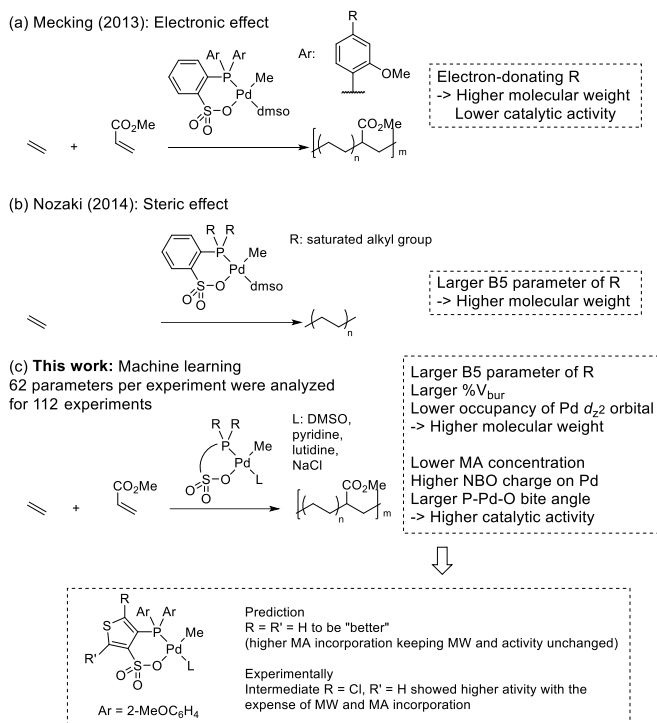 (a) Mecking (2013): Electronic effect
R
Ar:
OMe
Ar Ar
P Me
Pd
S O dmso
O O
Electron-donating R
-> Higher molecular weight
Lower catalytic activity
CO2Me
+
CO2Me
n m
(b) Nozaki (2014): Steric effect
R R
P Me
Pd
S O dmso
O O
R: saturated alkyl group
Larger B5 parameter of R
-> Higher molecular weight
n
(c) This work: Machine learning
62 parameters per experiment were analyzed
for 112 experiments
R R
P Me
Pd
S O L
O O
L: DMSO,
pyridine,
lutidine,
NaCl
Larger B5 parameter of R
Larger %Vbur
Lower occupancy of Pd dz2 orbital
-> Higher molecular weight
Lower MA concentration
Higher NBO charge on Pd
Larger P-Pd-O bite angle
-> Higher catalytic activity
CO2Me
+
CO2Me
n m
R
Ar Ar
S P Me
Pd
R' S O L
O O
Ar = 2-MeOC6H4
Prediction
R = R' = H to be "better"
(higher MA incorporation keeping MW and activity unchanged)
Experimentally
Intermediate R = Cl, R' = H showed higher ativity with the
expense of MW and MA incorporation